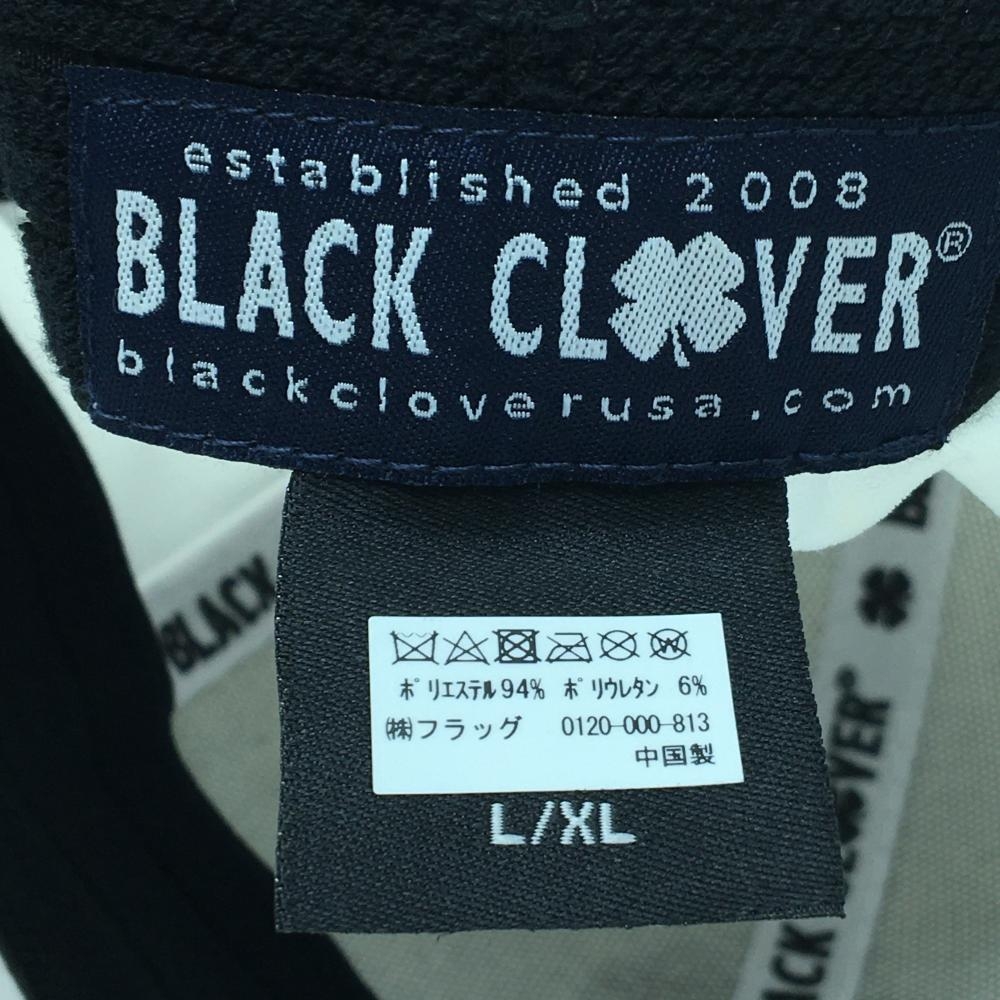 established 2008
BLACK CLOVER®
blackcloverusa.com
ポリエステル94% ポリウレタン 6%
㈱フラッグ 0120-000-813
中国製
L/XL
BLACK
B
BLACK CLOVER®